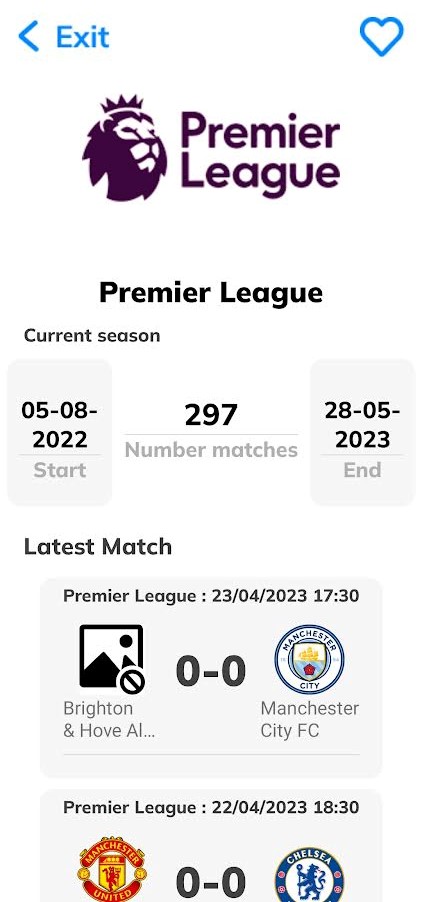 Exit
Premier
League
Premier League
Current season
05-08-
2022
Start
297
Number matches
28-05-
2023
End
Latest Match
Premier League : 23/04/2023 17:30
0-0
MANCHESTER
CITY
Brighton
& Hove Al...
Manchester
City FC
Premier League : 22/04/2023 18:30
MANCHESTER
UNITED
0-0
CHELSEA